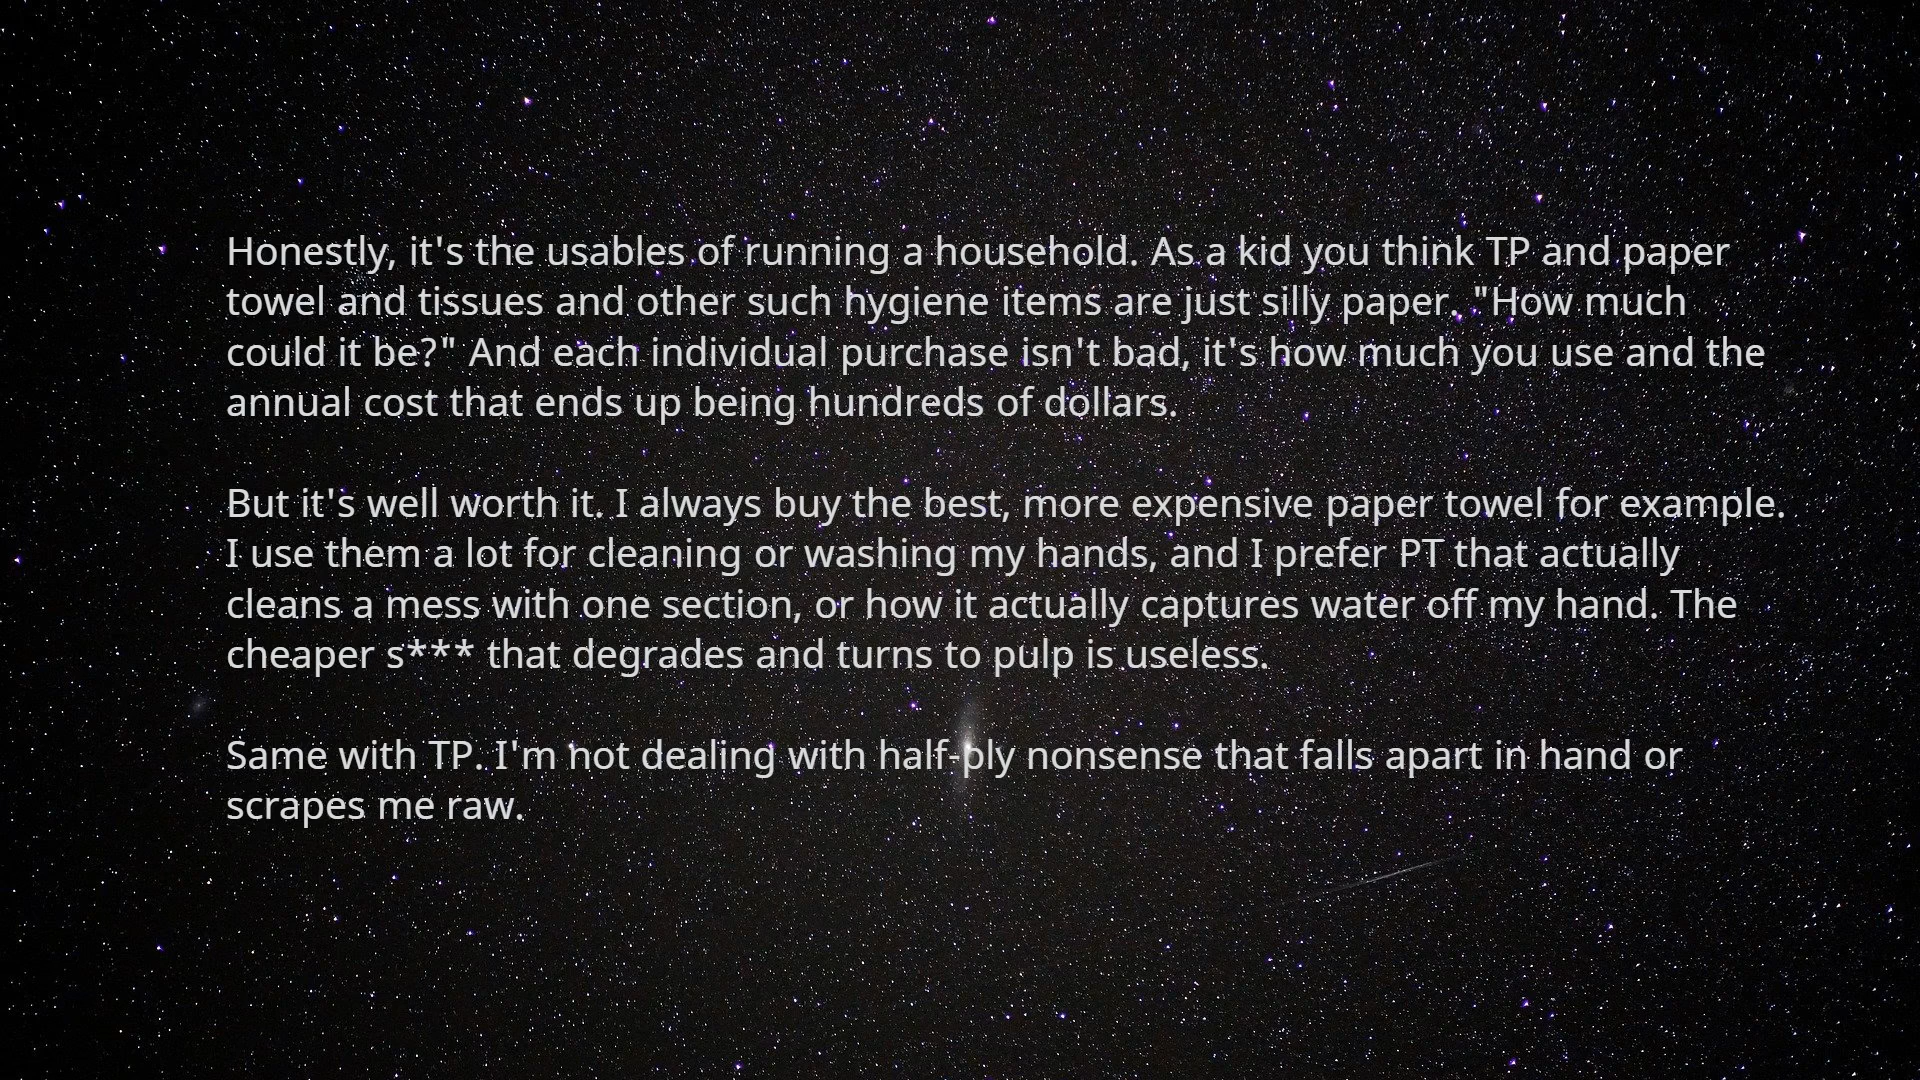 Honestly, it's the usables of running a household. As a kid you think TP and paper
towel and tissues and other such hygiene items are just silly paper. "How much
could it be?" And each individual purchase isn't bad, it's how much you use and the
annual cost that ends up being hundreds of dollars.
But it's well worth it. I always buy the best, more expensive paper towel for example.
I use them a lot for cleaning or washing my hands, and I prefer PT that actually
cleans a mess with one section, or how it actually captures water off my hand. The
cheaper s*** that degrades and turns to pulp is useless.
Same with TP. I'm not dealing with half-ply nonsense that falls apart in hand or
scrapes me raw.